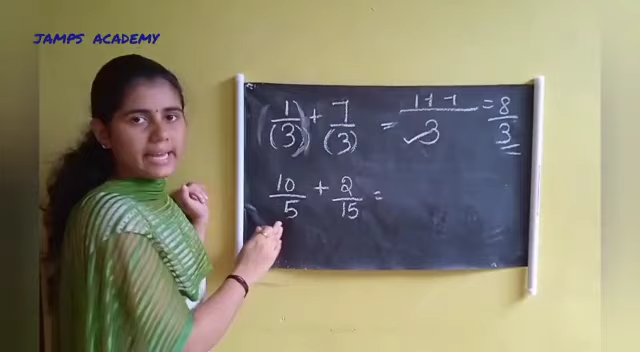 JAMPS ACADEMY
1/(3) + 7/(3) = 1+7/3 = 8/3
10/5 + 2/15 =